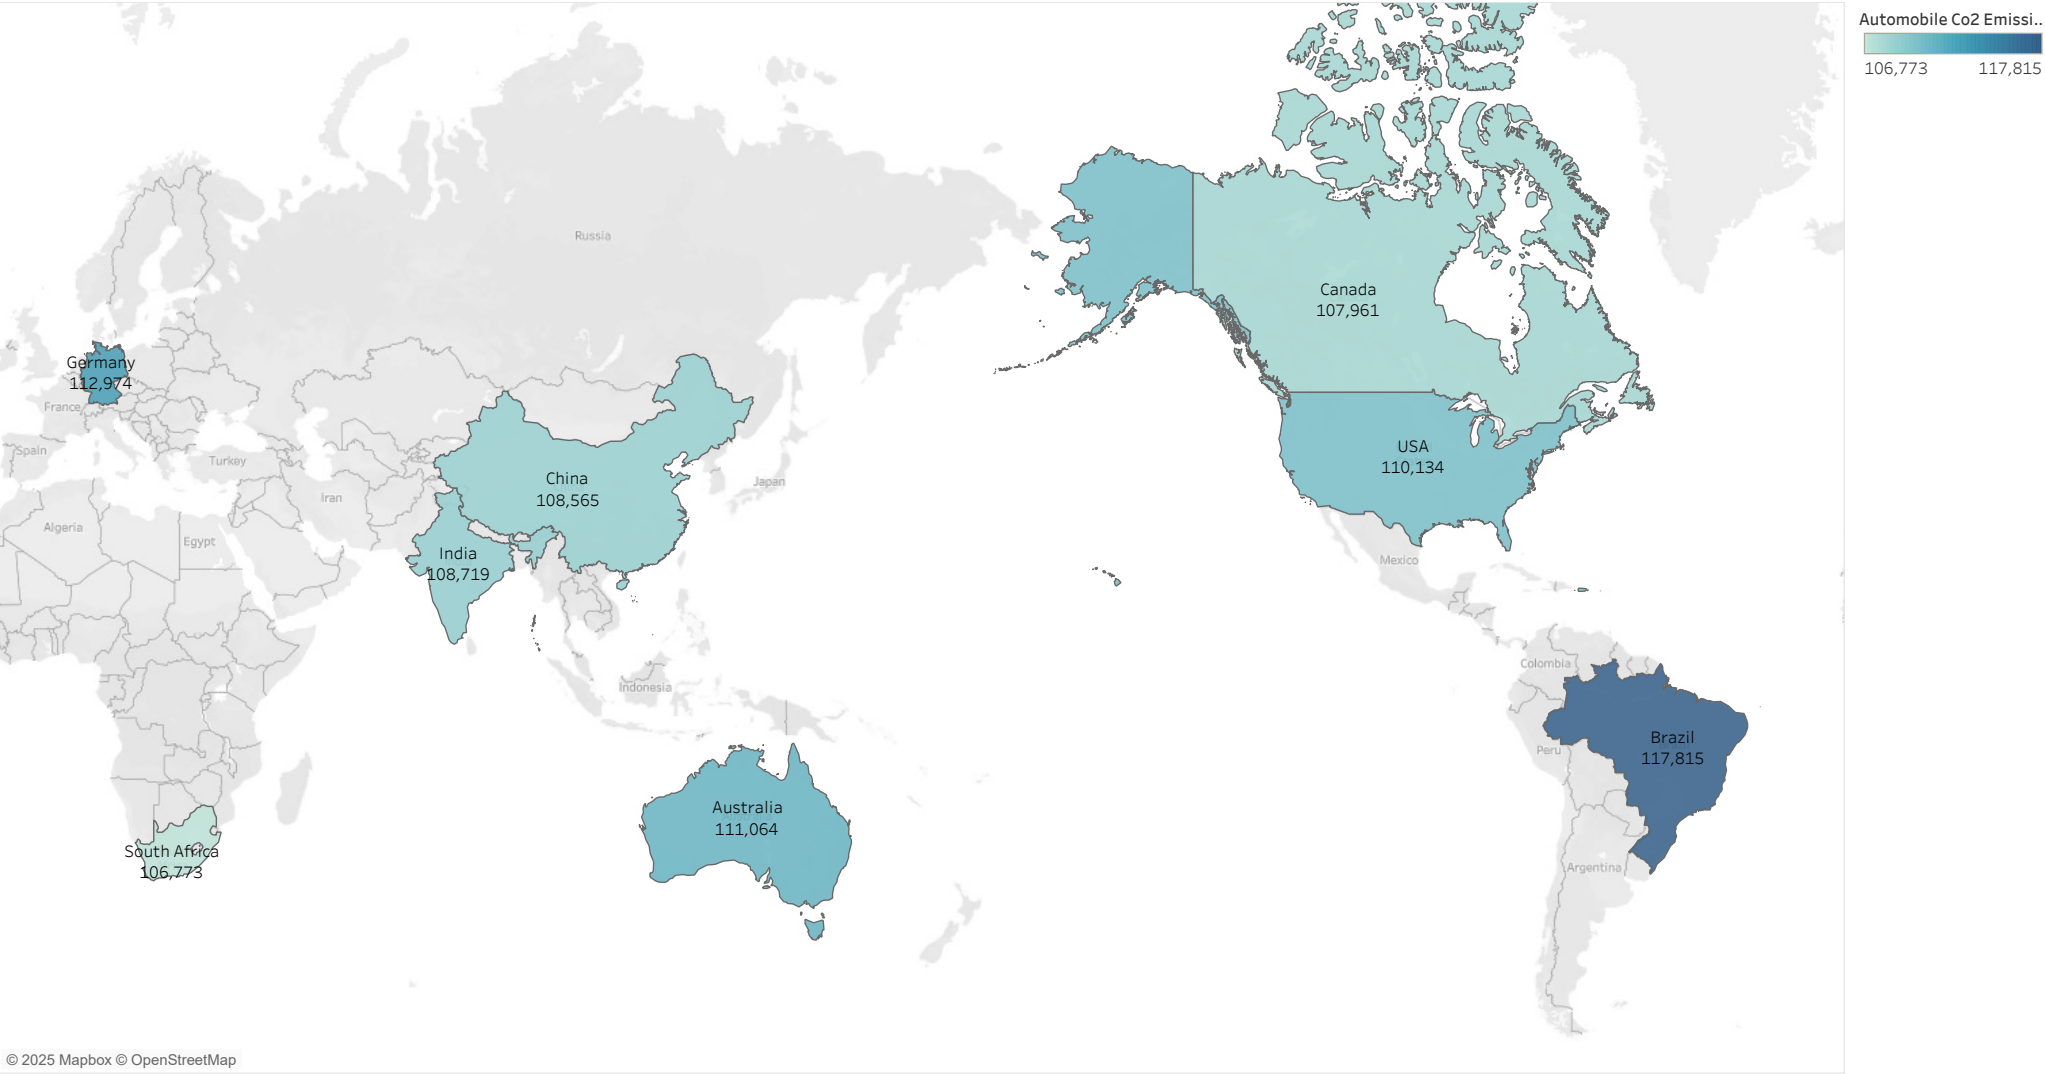 Automobile Co2 Emissi..
106,773 117,815
Russia
Canada
107,961
Germany
112,974
France
Spain
Turkey
USA
110,134
China
108,565
Japan
Iran
Algeria
Egypt
India
108,719
Mexico
Colombia
Indonesia
Brazil
117,815
Peru
Australia
111,064
South Africa
106,773
Argentina
© 2025 Mapbox © OpenStreetMap